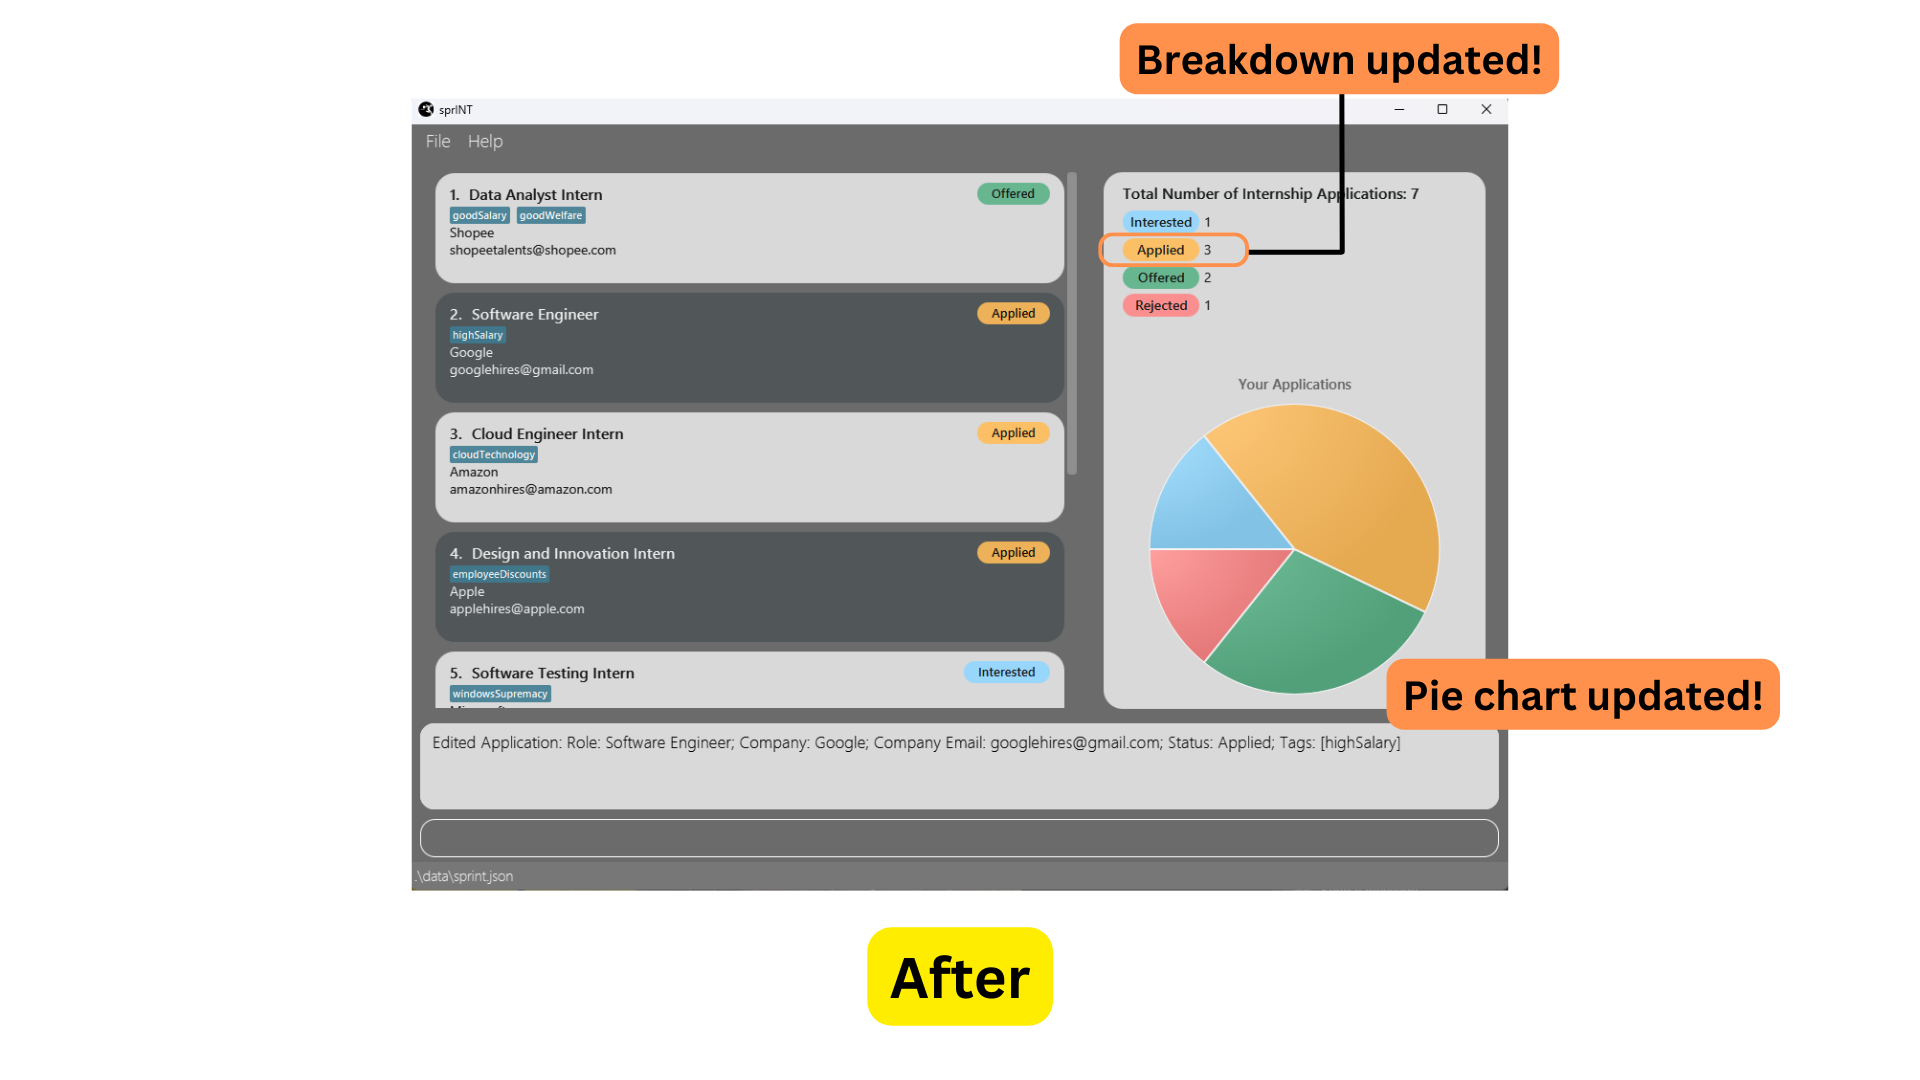 Breakdown updated!
sprINT
File Help
1. Data Analyst Intern
Offered
goodSalary goodWelfare
Shopee
shopeetalents@shopee.com
2. Software Engineer
Applied
highSalary
Google
googlehires@gmail.com
3. Cloud Engineer Intern
Applied
cloudTechnology
Amazon
amazonhires@amazon.com
4. Design and Innovation Intern
Applied
employeeDiscounts
Apple
applehires@apple.com
5. Software Testing Intern
Interested
windowsSupremacy
Total Number of Internship Applications: 7
Interested 1
Applied 3
Offered 2
Rejected 1
Your Applications
Pie chart updated!
Edited Application: Role: Software Engineer; Company: Google; Company Email: googlehires@gmail.com; Status: Applied; Tags: [highSalary]
.\data\sprint.json
After